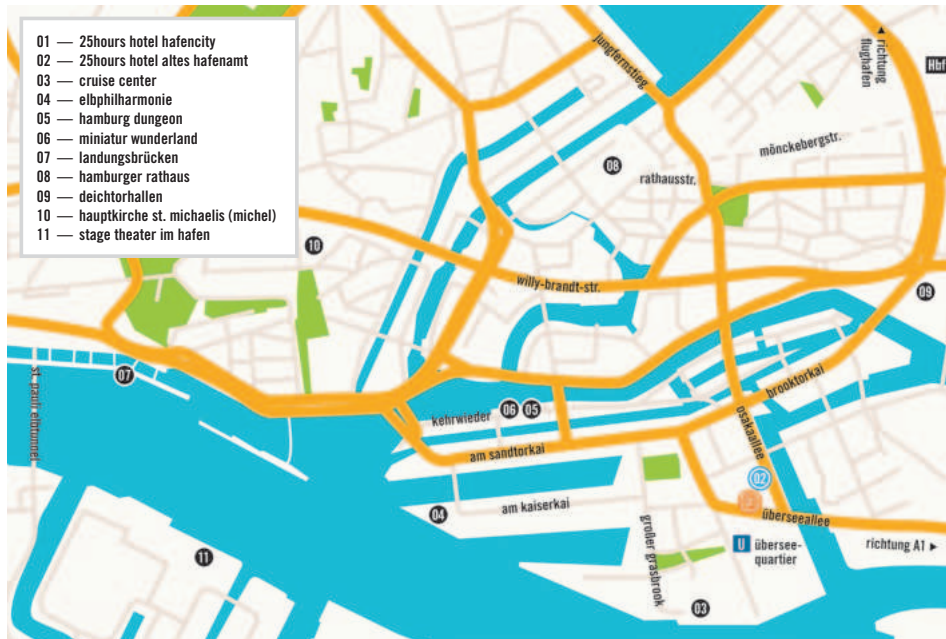 01 — 25hours hotel hafencity
02 — 25hours hotel altes hafenamt
03 — cruise center
04 — elbphilharmonie
05 — hamburg dungeon
06 — miniatur wunderland
07 — landungsbrücken
08 — hamburger rathaus
09 — deichtorhallen
10 — hauptkirche st. michaelis (michel)
11 — stage theater im hafen
jungfernstieg
richtung
flughafen
Hbf
mönckebergstr.
08
rathausstr.
10
willy-brandt-str.
09
07
st. pauli elbtunnel
brooktorkai
kehrwieder
06
05
osakaallee
am sandtorkai
02
am kaiserkai
04
überseeallee
großer grasbrook
U übersee-
quartier
richtung A1
11
03